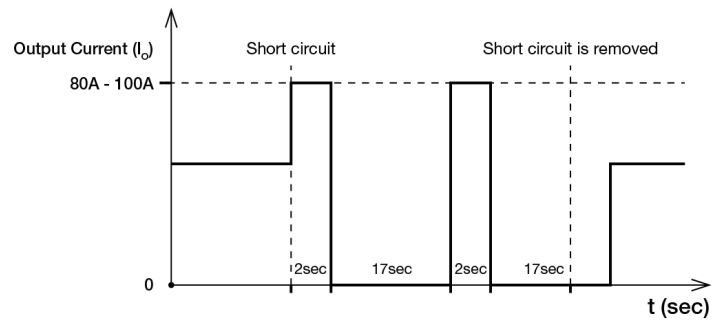 Output Current (Iₒ)
Short circuit
Short circuit is removed
80A - 100A
2sec
17sec
2sec
17sec
0
t (sec)